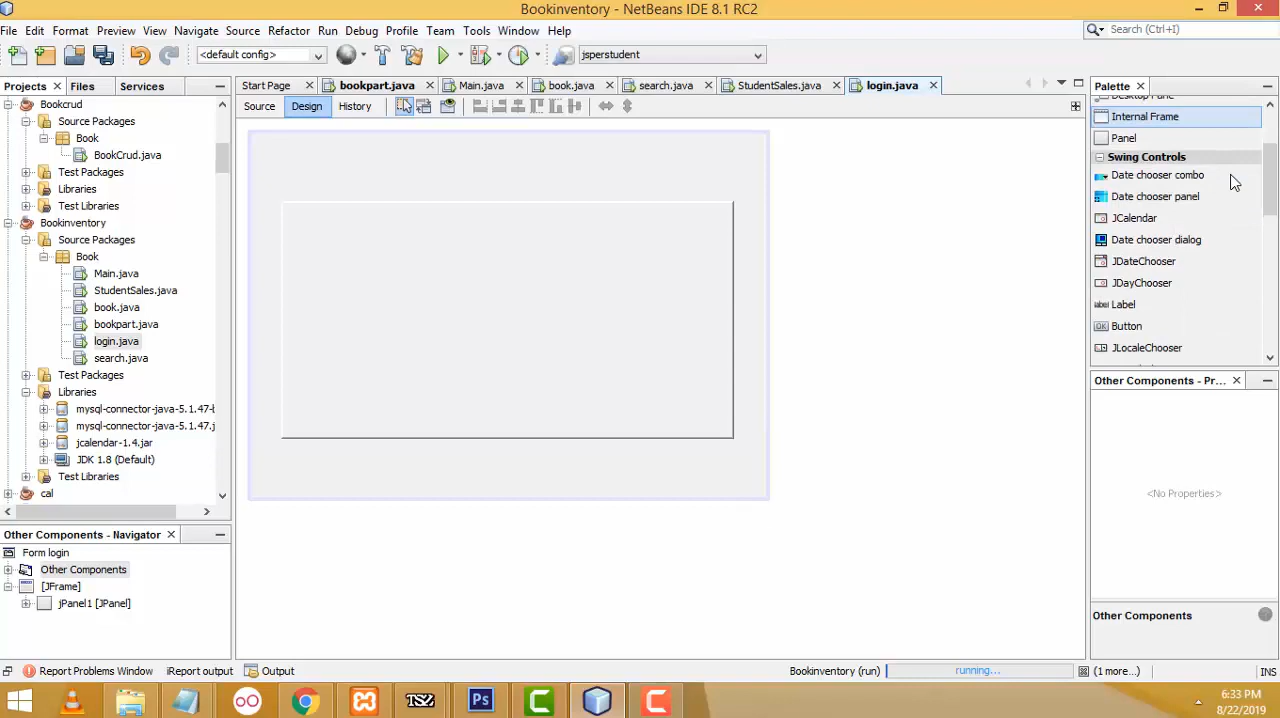 Bookinventory - NetBeans IDE 8.1 RC2
File Edit Format Preview View Navigate Source Refactor Run Debug Profile Team Tools Window Help
Search (Ctrl+I)
<default config>
jsperstudent
Projects Files Services
Start Page bookpart.java Main.java book.java search.java StudentSales.java login.java
Palette
Source Design History
Bookcrud
Source Packages
Book
BookCrud.java
Test Packages
Libraries
Test Libraries
Bookinventory
Source Packages
Book
Main.java
StudentSales.java
book.java
bookpart.java
login.java
search.java
Test Packages
Libraries
mysql-connector-java-5.1.47-b
mysql-connector-java-5.1.47.j
jcalendar-1.4.jar
JDK 1.8 (Default)
Test Libraries
cal
Internal Frame
Panel
Swing Controls
Date chooser combo
Date chooser panel
JCalendar
Date chooser dialog
JDateChooser
JDayChooser
label Label
OK Button
JLocaleChooser
Other Components - Pr...
<No Properties>
Other Components
Other Components - Navigator
Form login
Other Components
[JFrame]
jPanel1 [JPanel]
Report Problems Window iReport output Output
Bookinventory (run) running... (1 more...) INS
TSZ Ps C C
6:33 PM
8/22/2019